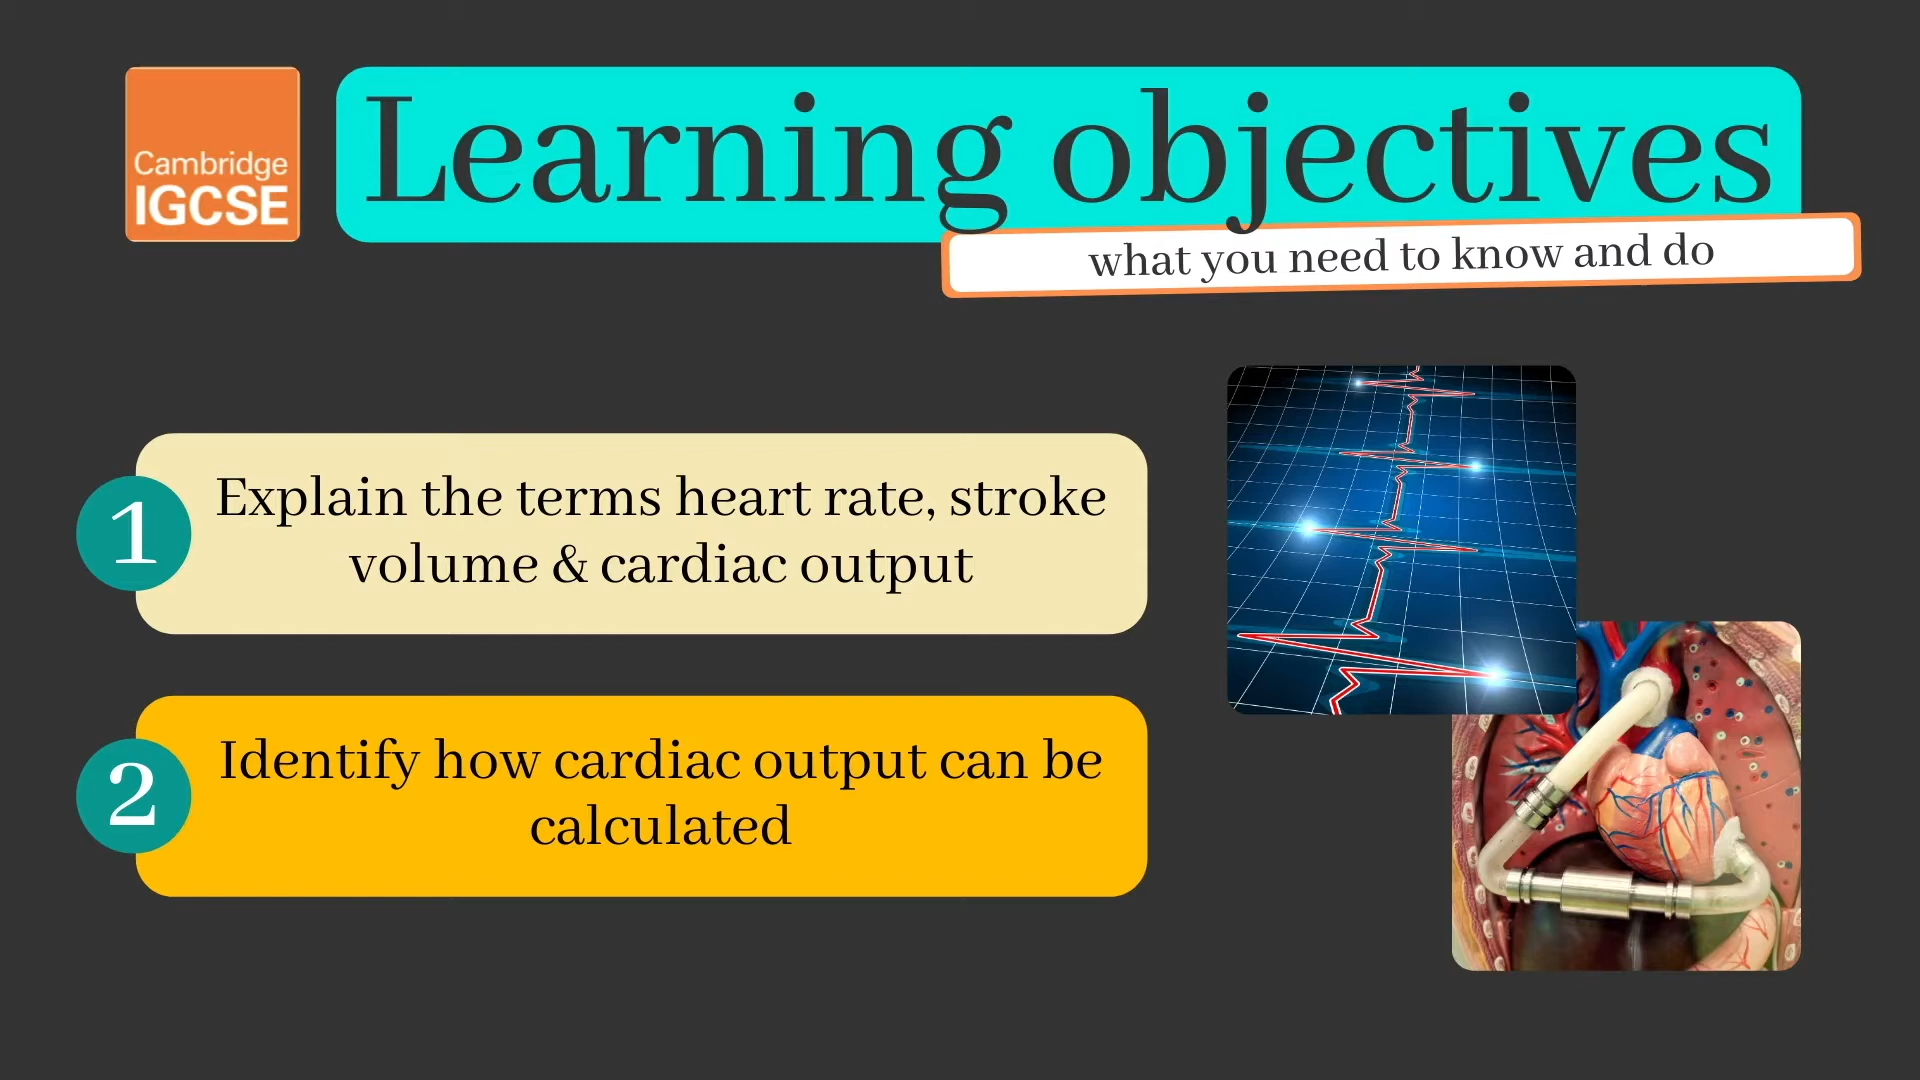 Cambridge
IGCSE
Learning objectives
what you need to know and do
1
Explain the terms heart rate, stroke
volume & cardiac output
2
Identify how cardiac output can be
calculated